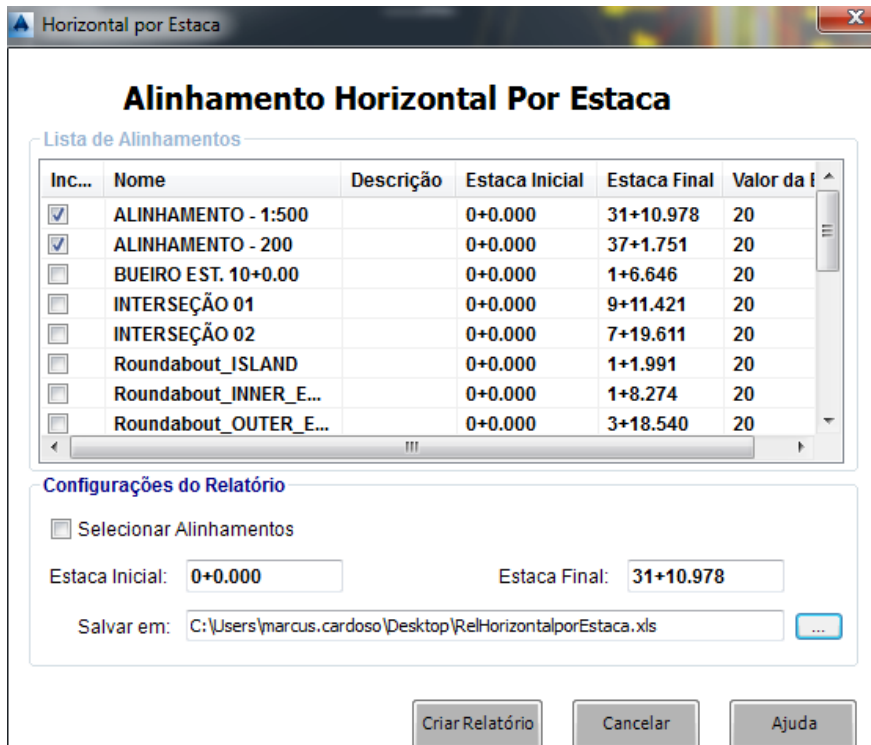 Horizontal por Estaca
Alinhamento Horizontal Por Estaca
Lista de Alinhamentos
Inc... Nome Descrição Estaca Inicial Estaca Final Valor da E
ALINHAMENTO - 1:500 0+0.000 31+10.978 20
ALINHAMENTO - 200 0+0.000 37+1.751 20
BUEIRO EST. 10+0.00 0+0.000 1+6.646 20
INTERSEÇÃO 01 0+0.000 9+11.421 20
INTERSEÇÃO 02 0+0.000 7+19.611 20
Roundabout_ISLAND 0+0.000 1+1.991 20
Roundabout_INNER_E... 0+0.000 1+8.274 20
Roundabout_OUTER_E... 0+0.000 3+18.540 20
Configurações do Relatório
Selecionar Alinhamentos
Estaca Inicial: 0+0.000 Estaca Final: 31+10.978
Salvar em: C:\Users\marcus.cardoso\Desktop\RelHorizontalporEstaca.xls ...
Criar Relatório Cancelar Ajuda